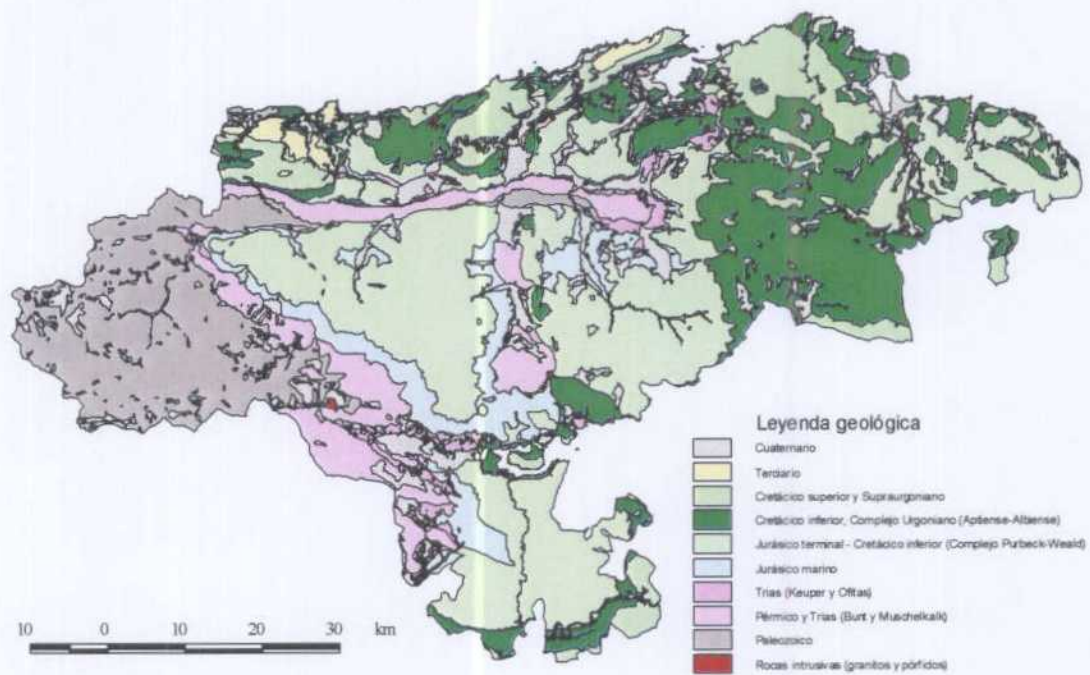 Leyenda geológica
Cuaternario
Terciario
Cretácico superior y Supraurgoniano
Cretácico inferior, Complejo Urgoniano (Aptiense-Albiense)
Jurásico terminal - Cretácico inferior (Complejo Purbeck-Weald)
Jurásico marino
Trias (Keuper y Ofitas)
Pérmico y Trias (Bunt y Muschelkalk)
Paleozoico
Rocas intrusivas (granitos y pórfidos)
10 0 10 20 30 km